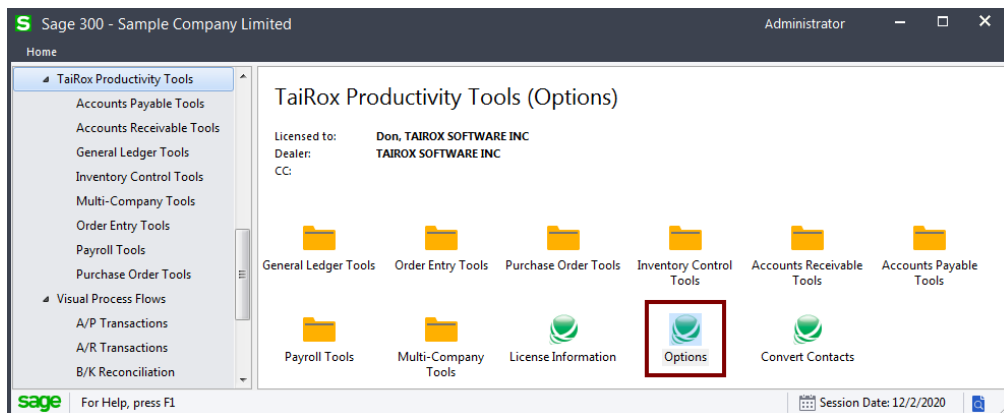 S Sage 300 - Sample Company Limited Administrator
Home
TaiRox Productivity Tools
Accounts Payable Tools
Accounts Receivable Tools
General Ledger Tools
Inventory Control Tools
Multi-Company Tools
Order Entry Tools
Payroll Tools
Purchase Order Tools
Visual Process Flows
A/P Transactions
A/R Transactions
B/K Reconciliation
TaiRox Productivity Tools (Options)
Licensed to: Don, TAIROX SOFTWARE INC
Dealer: TAIROX SOFTWARE INC
CC:
General Ledger Tools
Order Entry Tools
Purchase Order Tools
Inventory Control
Tools
Accounts Receivable
Tools
Accounts Payable
Tools
Payroll Tools
Multi-Company
Tools
License Information
Options
Convert Contacts
sage For Help, press F1 Session Date: 12/2/2020